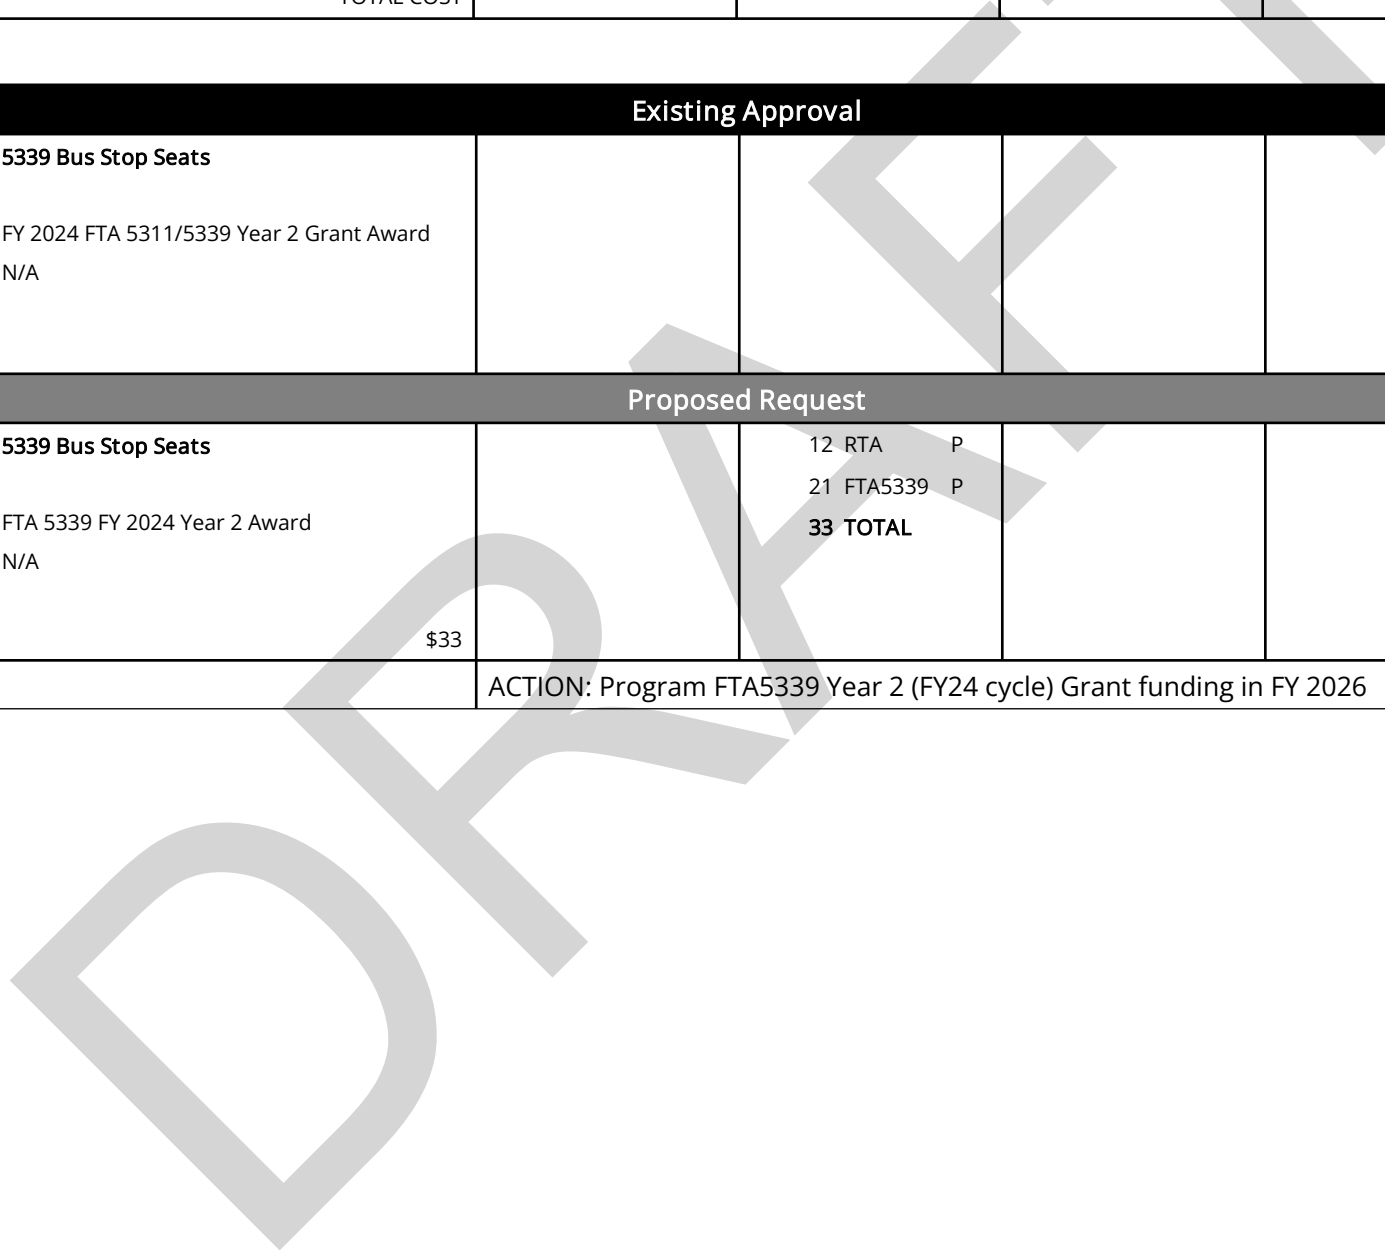 TOTAL COST
Existing Approval
5339 Bus Stop Seats
FY 2024 FTA 5311/5339 Year 2 Grant Award
N/A
Proposed Request
5339 Bus Stop Seats
12 RTA P
21 FTA5339 P
FTA 5339 FY 2024 Year 2 Award
33 TOTAL
N/A
$33
ACTION: Program FTA5339 Year 2 (FY24 cycle) Grant funding in FY 2026
DRAFT